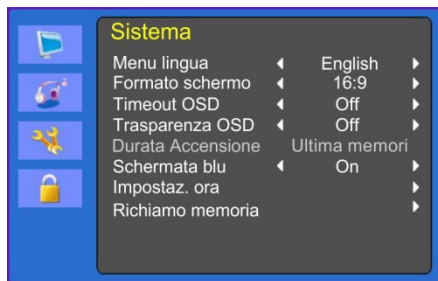 Sistema
Menu lingua English
Formato schermo 16:9
Timeout OSD Off
Trasparenza OSD Off
Durata Accensione Ultima memori
Schermata blu On
Impostaz. ora
Richiamo memoria